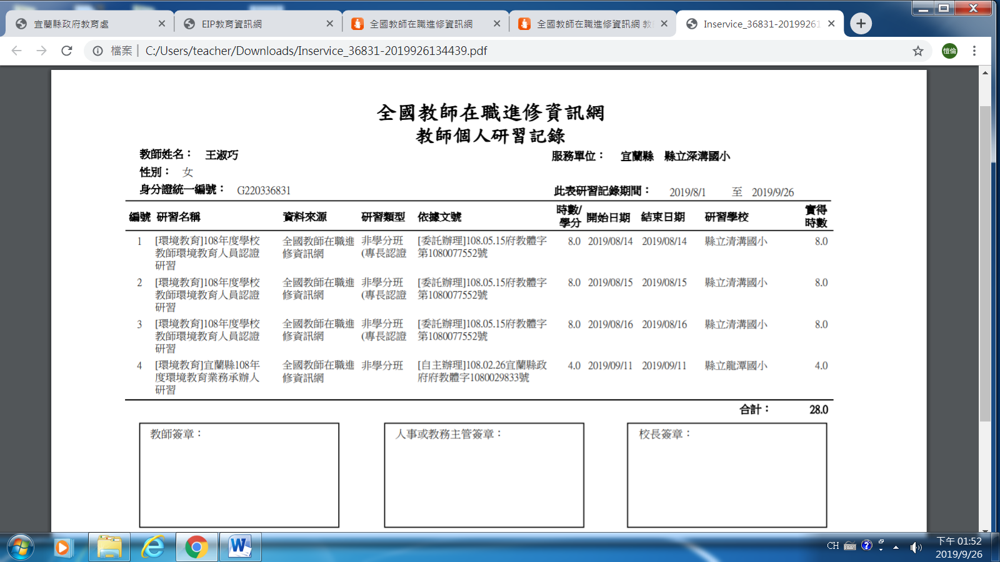 宜蘭縣政府教育處
EIP教育資訊網
全國教師在職進修資訊網
全國教師在職進修資訊網 教
Inservice_36831-20199261
檔案 C:/Users/teacher/Downloads/Inservice_36831-2019926134439.pdf
愷倫
全國教師在職進修資訊網
教師個人研習記錄
教師姓名： 王淑巧 服務單位： 宜蘭縣 縣立深溝國小
性別： 女
身分證統一編號： G220336831 此表研習記錄期間： 2019/8/1 至 2019/9/26
編號 研習名稱 資料來源 研習類型 依據文號 時數/學分 開始日期 結束日期 研習學校 實得時數
1 [環境教育]108年度學校 全國教師在職進 非學分班 [委託辦理]108.05.15府教體字 8.0 2019/08/14 2019/08/14 縣立清溝國小 8.0
教師環境教育人員認證 修資訊網 (專長認證 第1080077552號
研習
2 [環境教育]108年度學校 全國教師在職進 非學分班 [委託辦理]108.05.15府教體字 8.0 2019/08/15 2019/08/15 縣立清溝國小 8.0
教師環境教育人員認證 修資訊網 (專長認證 第1080077552號
研習
3 [環境教育]108年度學校 全國教師在職進 非學分班 [委託辦理]108.05.15府教體字 8.0 2019/08/16 2019/08/16 縣立清溝國小 8.0
教師環境教育人員認證 修資訊網 (專長認證 第1080077552號
研習
4 [環境教育]宜蘭縣108年 全國教師在職進 非學分班 [自主辦理]108.02.26宜蘭縣政 4.0 2019/09/11 2019/09/11 縣立龍潭國小 4.0
度環境教育業務承辦人 修資訊網 府府教體字1080029833號
研習
合計： 28.0
教師簽章： 人事或教務主管簽章： 校長簽章：
CH
下午 01:52
2019/9/26